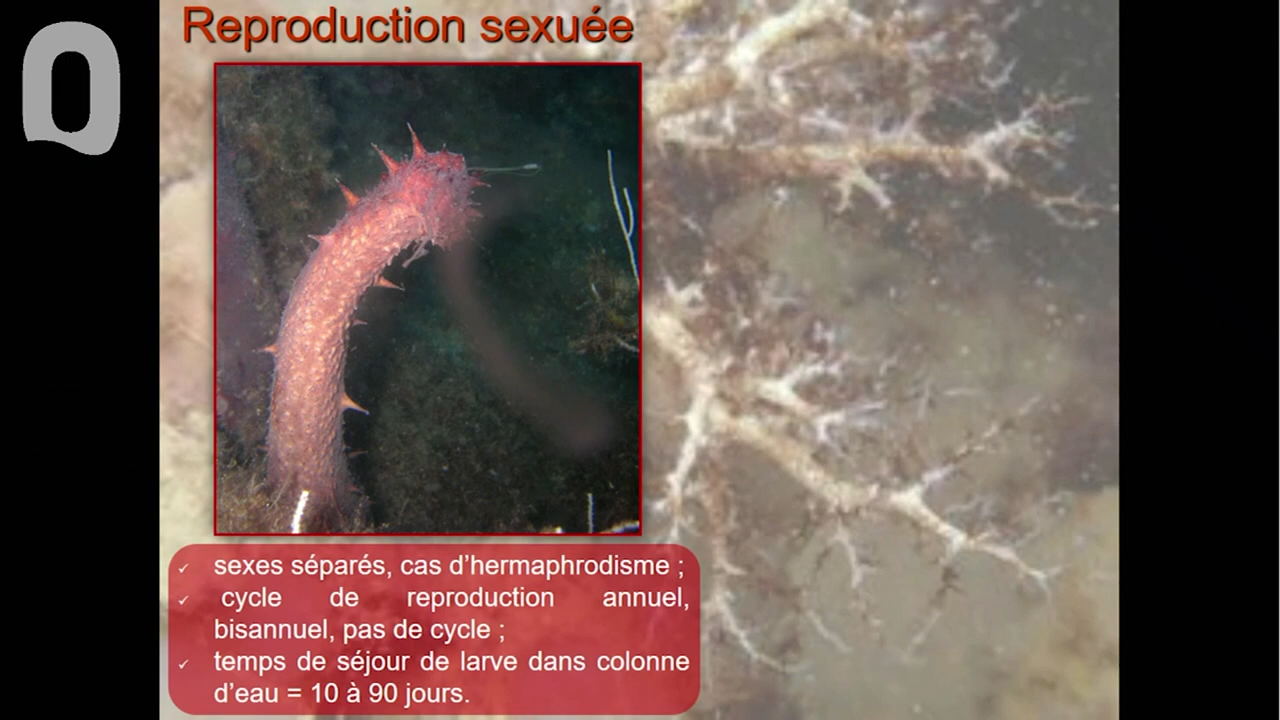 Reproduction sexuée
✓ sexes séparés, cas d'hermaphrodisme ;
✓ cycle de reproduction annuel,
bisannuel, pas de cycle ;
✓ temps de séjour de larve dans colonne
d'eau = 10 à 90 jours.